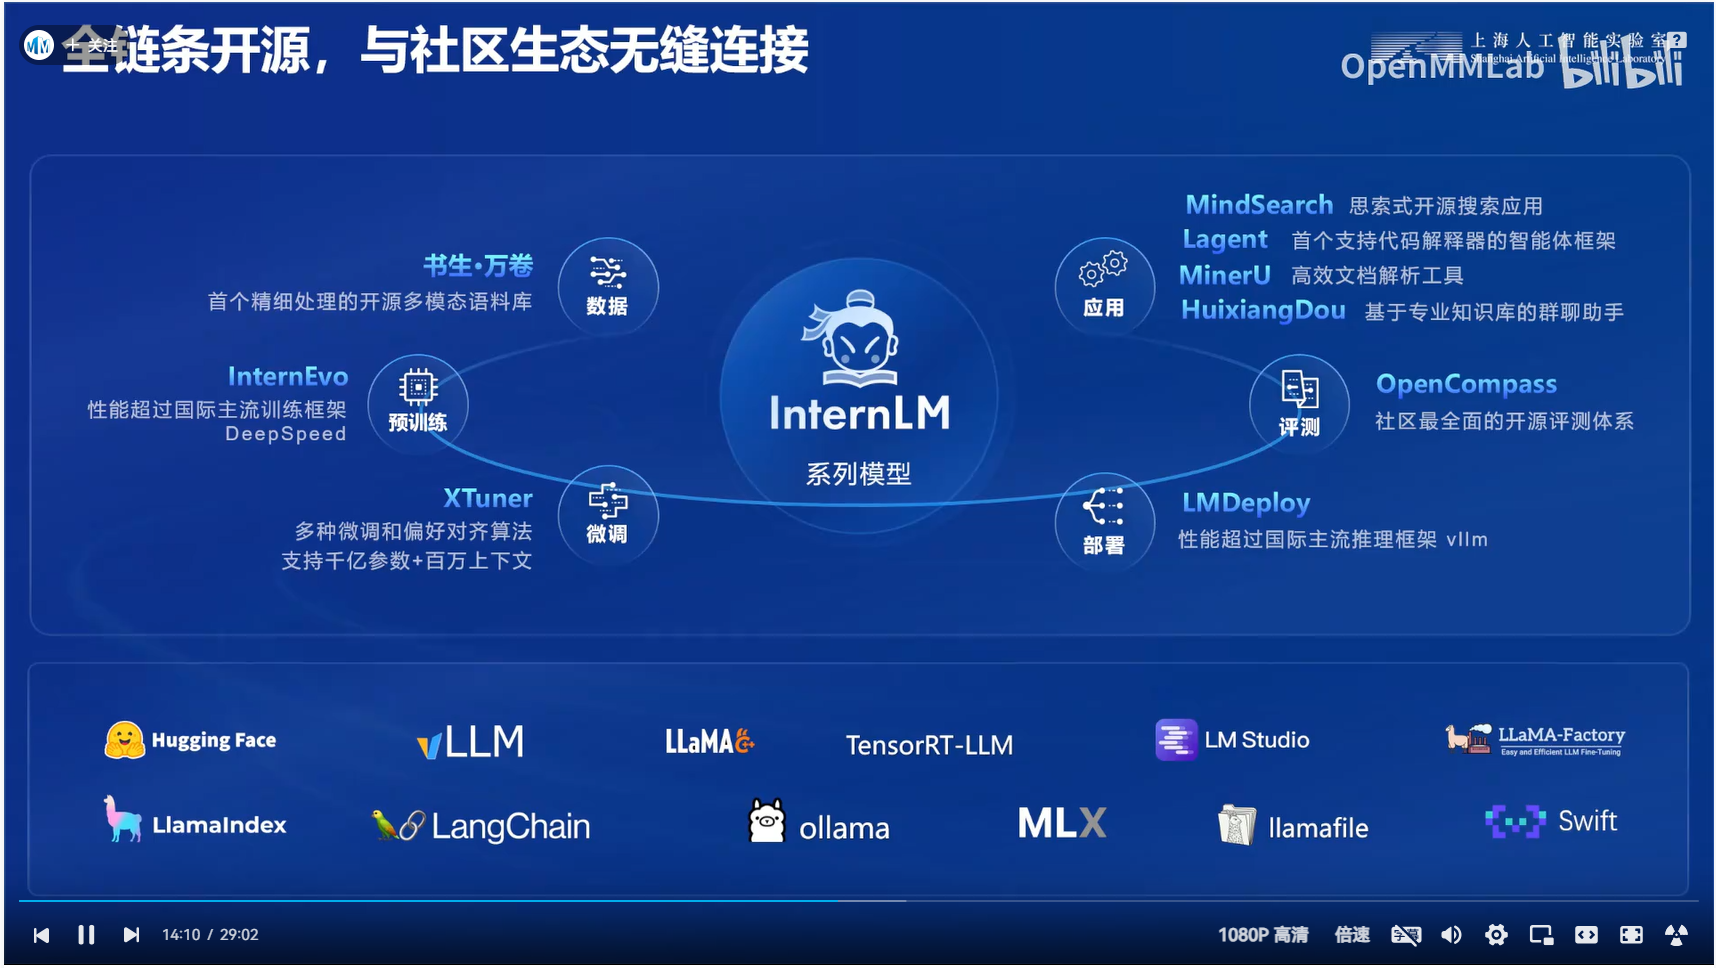 全链条开源，与社区生态无缝连接
+ 关注
上海人工智能实验室
Shanghai Artificial Intelligence Laboratory
OpenMMLab bilibili
书生·万卷
首个精细处理的开源多模态语料库
数据
InternEvo
性能超过国际主流训练框架
DeepSpeed
预训练
XTuner
多种微调和偏好对齐算法
支持千亿参数+百万上下文
微调
InternLM
系列模型
应用
MindSearch 思索式开源搜索应用
Lagent 首个支持代码解释器的智能体框架
MinerU 高效文档解析工具
HuixiangDou 基于专业知识库的群聊助手
评测
OpenCompass
社区最全面的开源评测体系
部署
LMDeploy
性能超过国际主流推理框架 vllm
Hugging Face
vLLM
LLaMA
TensorRT-LLM
LM Studio
LLaMA-Factory
Easy and Efficient LLM Fine-Tuning
LlamaIndex
LangChain
ollama
MLX
llamafile
Swift
14:10 / 29:02
1080P 高清
倍速